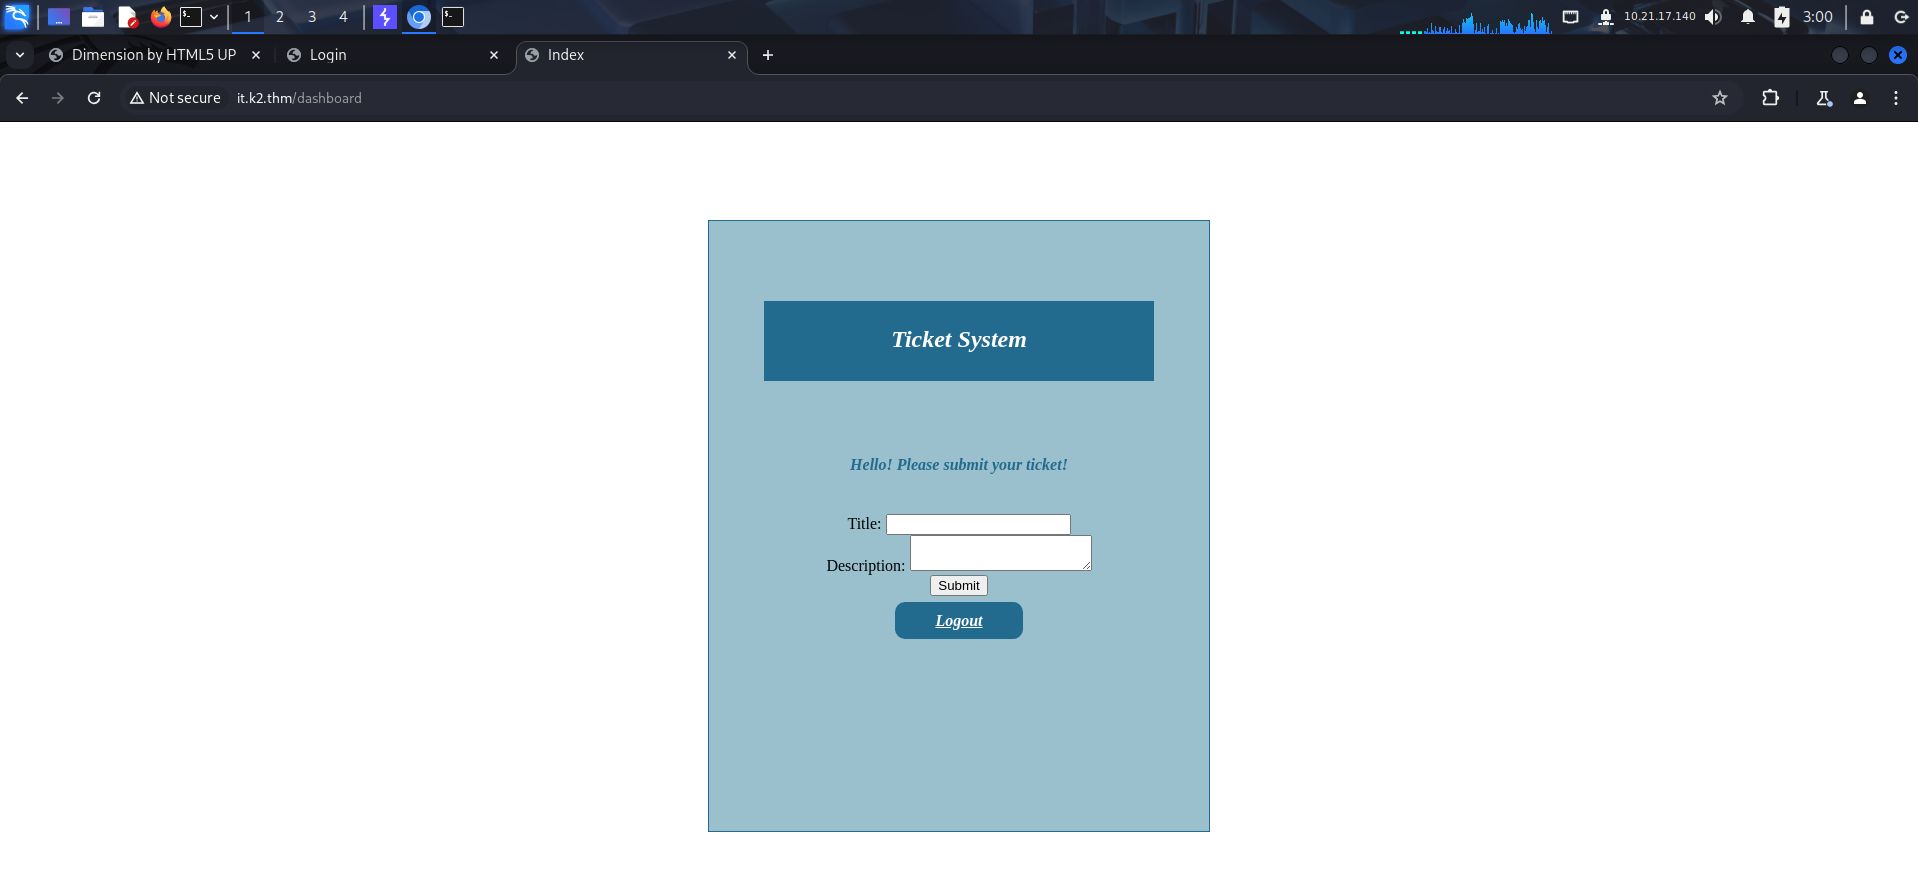 1 2 3 4 10.21.17.140 3:00
Dimension by HTML5 UP Login Index
Not secure it.k2.thm/dashboard
Ticket System
Hello! Please submit your ticket!
Title:
Description:
Submit
Logout